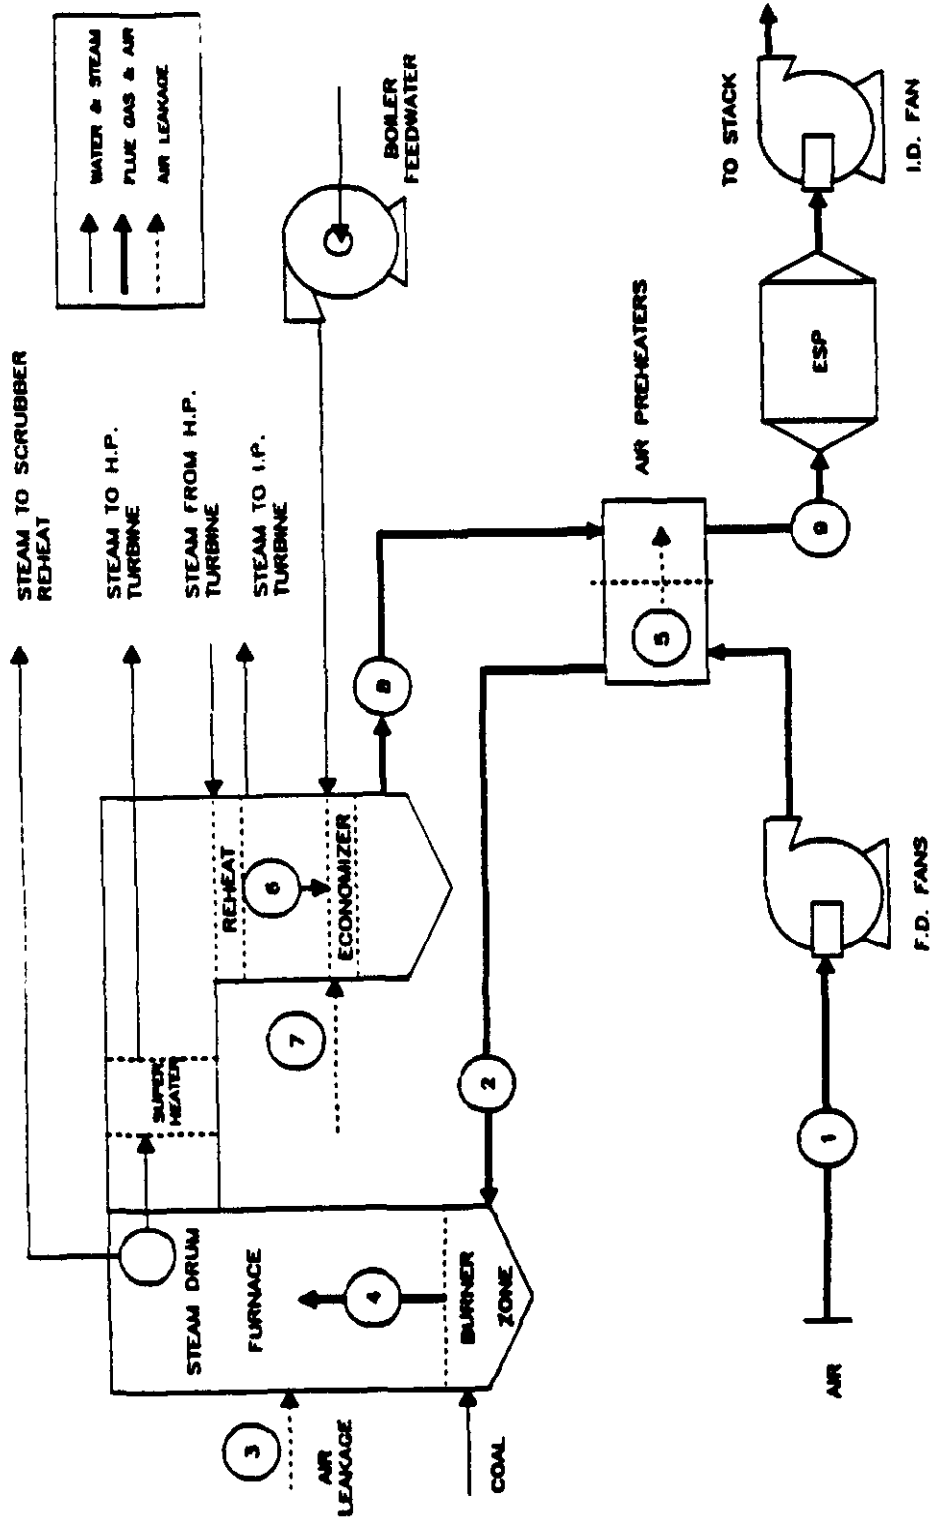 STEAM TO SCRUBBER
REHEAT
WATER & STEAM
FLUE GAS & AIR
AIR LEAKAGE
STEAM TO H.P.
TURBINE
STEAM FROM H.P.
TURBINE
STEAM TO I.P.
TURBINE
STEAM DRUM
SUPER
HEATER
REHEAT
FURNACE
3
6
7
AIR
LEAKAGE
4
ECONOMIZER
8
BOILER
FEEDWATER
BURNER
ZONE
COAL
2
5
AIR PREHEATERS
TO STACK
1
9
ESP
AIR
F.D. FANS
I.D. FAN